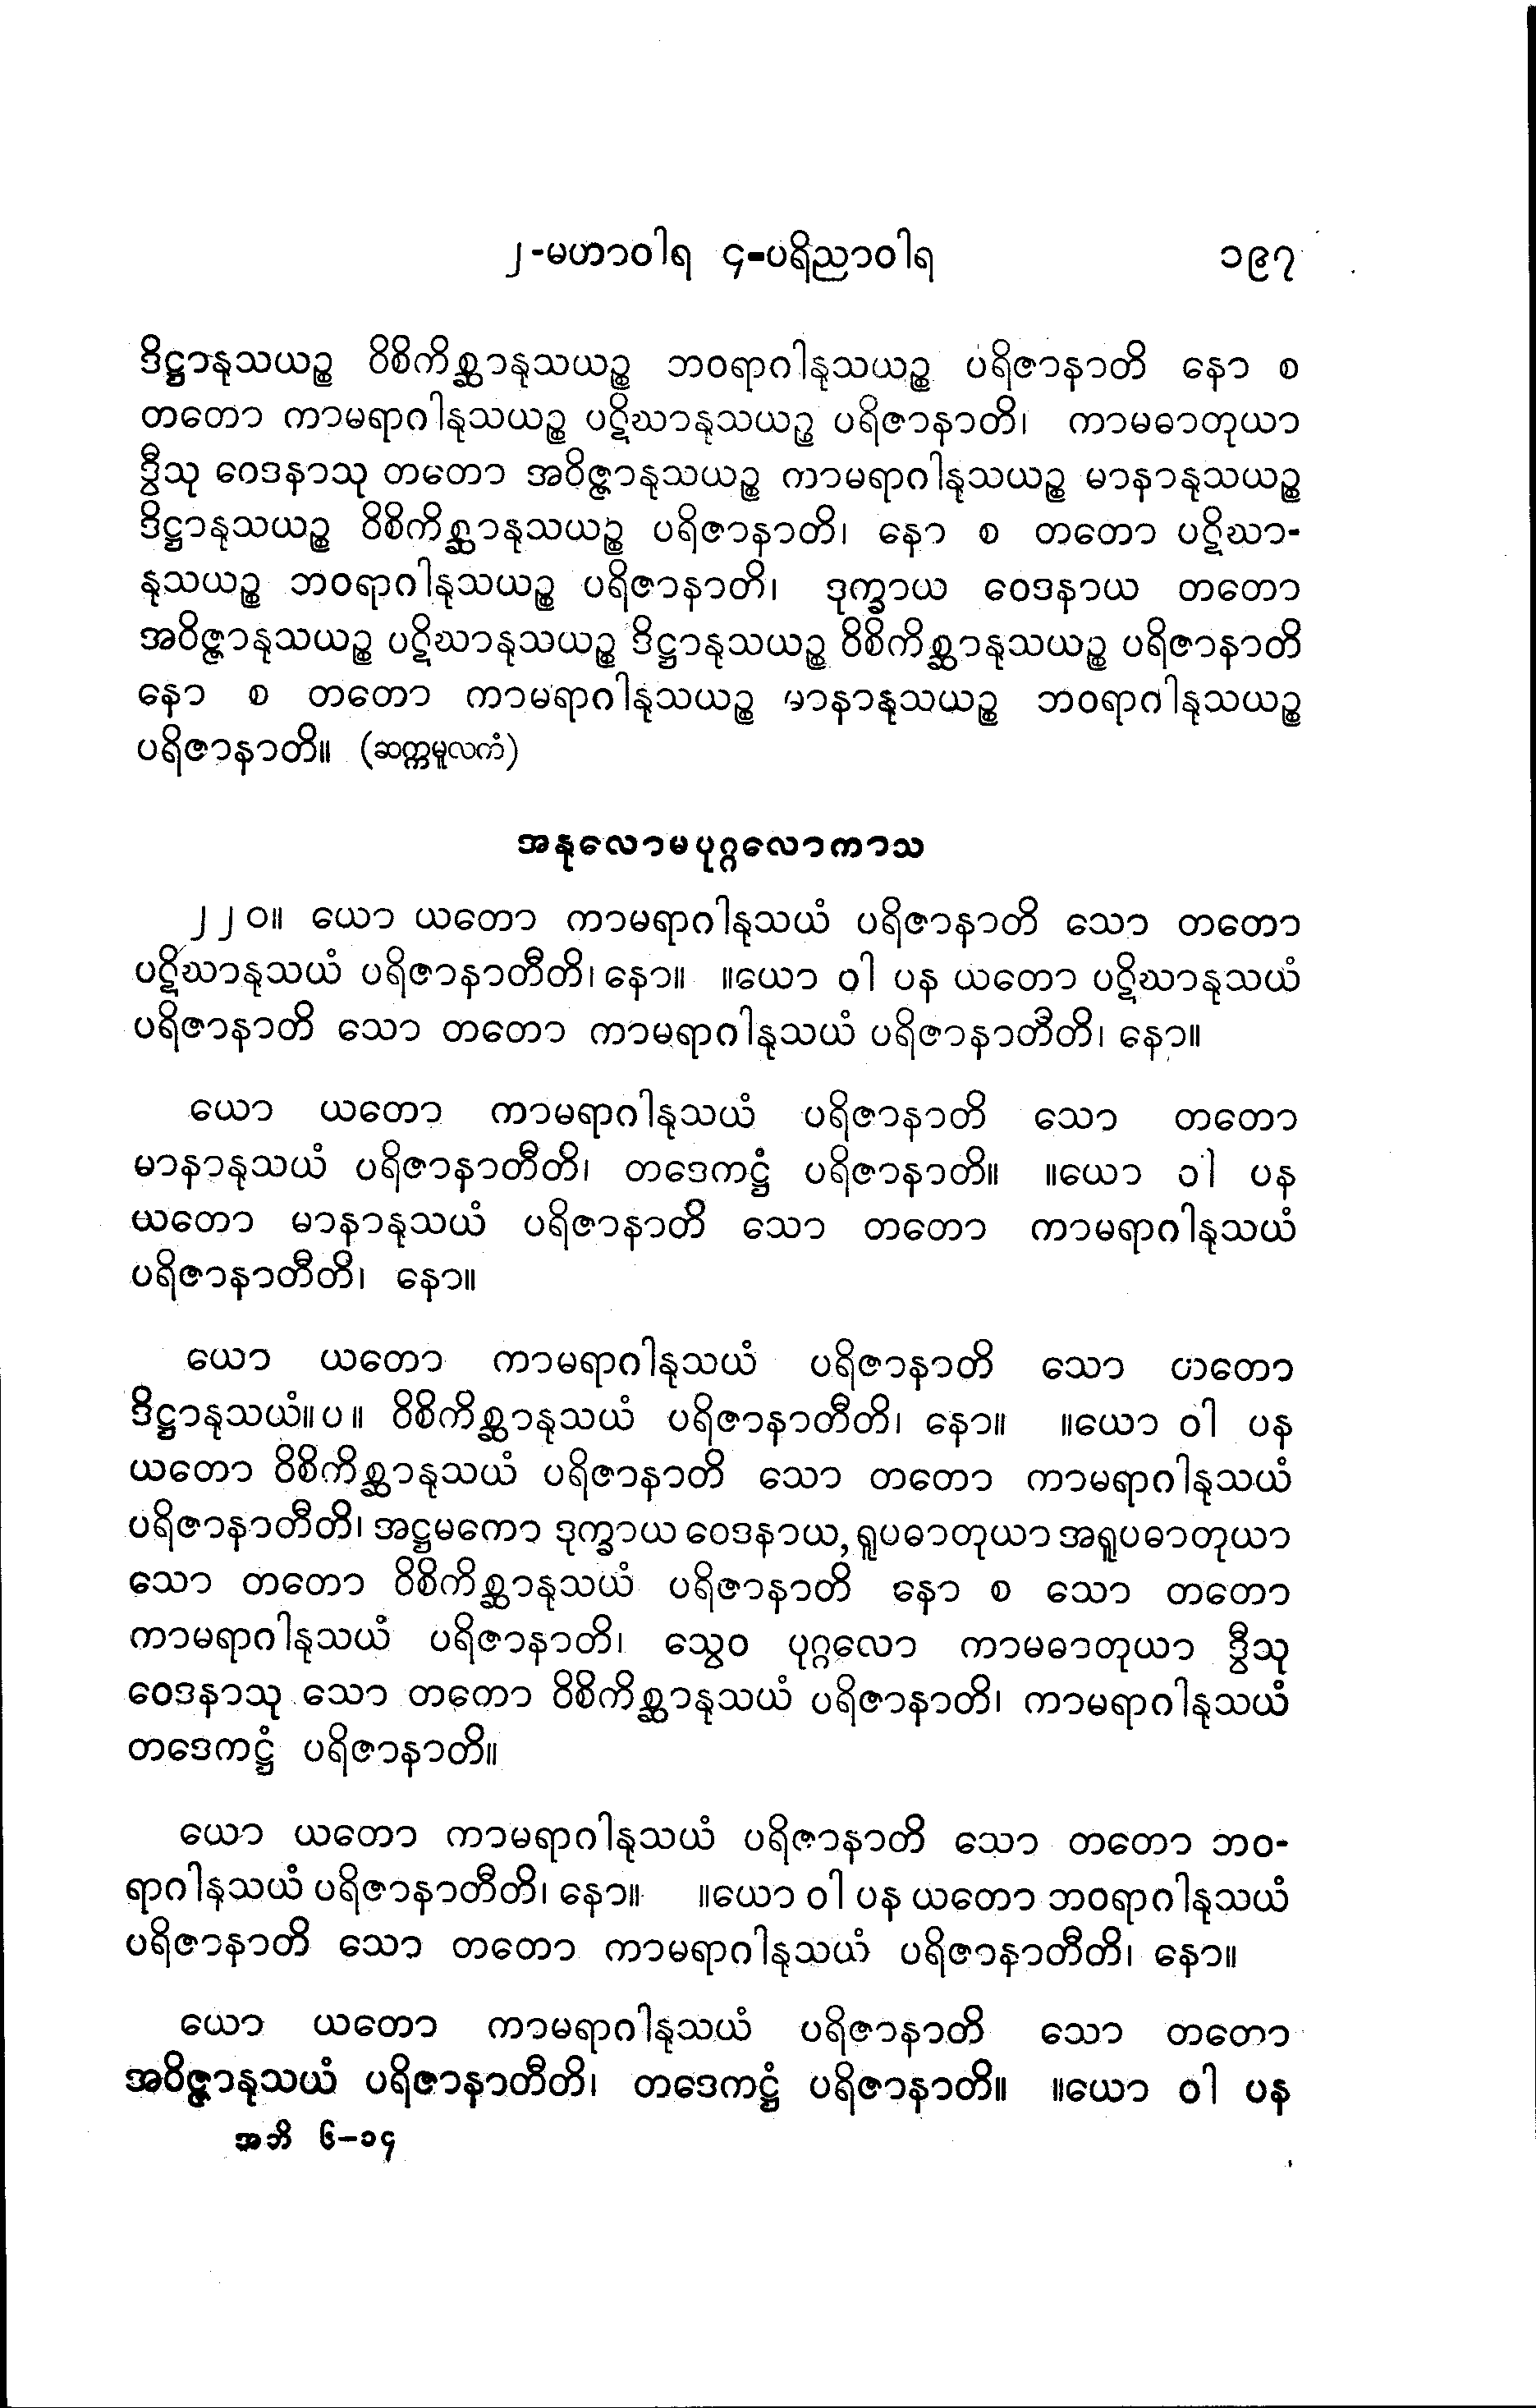 ၂-မဟာဝါရ ၄-ပရိညာဝါရ ၁၉၇
ဒိဋ္ဌာနုသယဉ္စ ဝိစိကိစ္ဆာနုသယဉ္စ ဘဝရာဂါနုသယဉ္စ ပရိဇာနာတိ နော စ
တတော ကာမရာဂါနုသယဉ္စ ပဋိဃာနုသယဉ္စ ပရိဇာနာတိ၊ ကာမဓာတုယာ
ဒွီသု ဝေဒနာသု တတော အဝိဇ္ဇာနုသယဉ္စ ကာမရာဂါနုသယဉ္စ မာနာနုသယဉ္စ
ဒိဋ္ဌာနုသယဉ္စ ဝိစိကိစ္ဆာနုသယဉ္စ ပရိဇာနာတိ၊ နော စ တတော ပဋိဃာ-
နုသယဉ္စ ဘဝရာဂါနုသယဉ္စ ပရိဇာနာတိ၊ ဒုက္ခာယ ဝေဒနာယ တတော
အဝိဇ္ဇာနုသယဉ္စ ပဋိဃာနုသယဉ္စ ဒိဋ္ဌာနုသယဉ္စ ဝိစိကိစ္ဆာနုသယဉ္စ ပရိဇာနာတိ
နော စ တတော ကာမရာဂါနုသယဉ္စ မာနာနုသယဉ္စ ဘဝရာဂါနုသယဉ္စ
ပရိဇာနာတိ။ (ဆက္ကမူလကံ)
အနုလောမပုဂ္ဂလောကာသ
၂၂၀။ ယော ယတော ကာမရာဂါနုသယံ ပရိဇာနာတိ သော တတော
ပဋိဃာနုသယံ ပရိဇာနာတီတိ၊ နော။ ။ယော ဝါ ပန ယတော ပဋိဃာနုသယံ
ပရိဇာနာတိ သော တတော ကာမရာဂါနုသယံ ပရိဇာနာတီတိ၊ နော။
ယော ယတော ကာမရာဂါနုသယံ ပရိဇာနာတိ သော တတော
မာနာနုသယံ ပရိဇာနာတီတိ၊ တဒေကဋ္ဌံ ပရိဇာနာတိ။ ။ယော ဝါ ပန
ယတော မာနာနုသယံ ပရိဇာနာတိ သော တတော ကာမရာဂါနုသယံ
ပရိဇာနာတီတိ၊ နော။
ယော ယတော ကာမရာဂါနုသယံ ပရိဇာနာတိ သော တတော
ဒိဋ္ဌာနုသယံ။ပ။ ဝိစိကိစ္ဆာနုသယံ ပရိဇာနာတီတိ၊ နော။ ။ယော ဝါ ပန
ယတော ဝိစိကိစ္ဆာနုသယံ ပရိဇာနာတိ သော တတော ကာမရာဂါနုသယံ
ပရိဇာနာတီတိ၊ အဋ္ဌမကော ဒုက္ခာယ ဝေဒနာယ, ရူပဓာတုယာ အရူပဓာတုယာ
သော တတော ဝိစိကိစ္ဆာနုသယံ ပရိဇာနာတိ နော စ သော တတော
ကာမရာဂါနုသယံ ပရိဇာနာတိ၊ သွေဝ ပုဂ္ဂလော ကာမဓာတုယာ ဒွီသု
ဝေဒနာသု သော တတော ဝိစိကိစ္ဆာနုသယံ ပရိဇာနာတိ၊ ကာမရာဂါနုသယံ
တဒေကဋ္ဌံ ပရိဇာနာတိ။
ယော ယတော ကာမရာဂါနုသယံ ပရိဇာနာတိ သော တတော ဘဝ-
ရာဂါနုသယံ ပရိဇာနာတီတိ၊ နော။ ။ယော ဝါ ပန ယတော ဘဝရာဂါနုသယံ
ပရိဇာနာတိ သော တတော ကာမရာဂါနုသယံ ပရိဇာနာတီတိ၊ နော။
ယော ယတော ကာမရာဂါနုသယံ ပရိဇာနာတိ သော တတော
အဝိဇ္ဇာနုသယံ ပရိဇာနာတီတိ၊ တဒေကဋ္ဌံ ပရိဇာနာတိ။ ။ယော ဝါ ပန
အဘိ ၆-၁၄